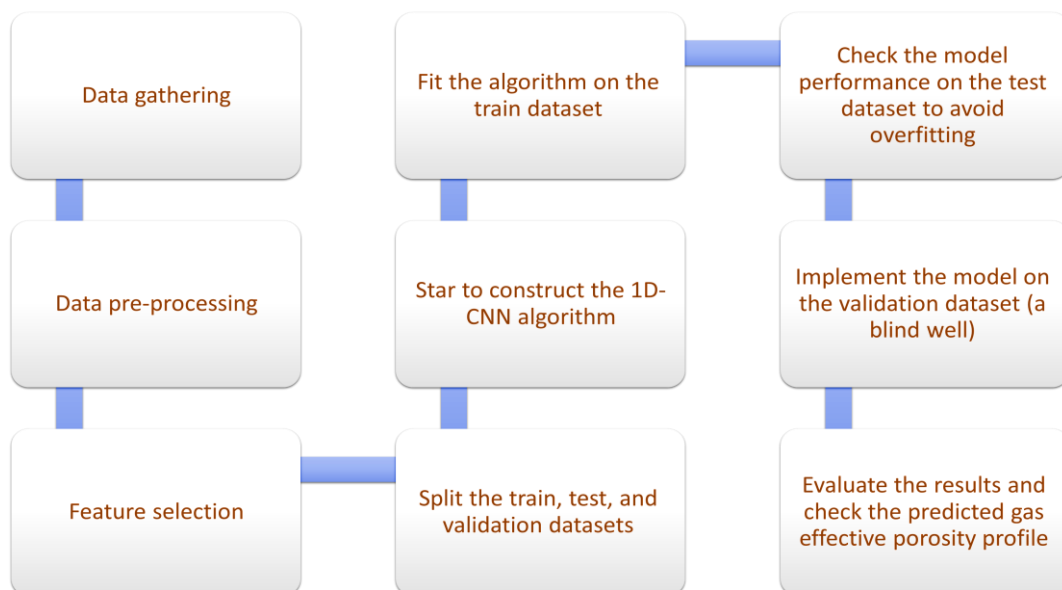 Data gathering
Data pre-processing
Feature selection
Split the train, test, and
validation datasets
Star to construct the 1D-
CNN algorithm
Fit the algorithm on the
train dataset
Check the model
performance on the test
dataset to avoid
overfitting
Implement the model on
the validation dataset (a
blind well)
Evaluate the results and
check the predicted gas
effective porosity profile